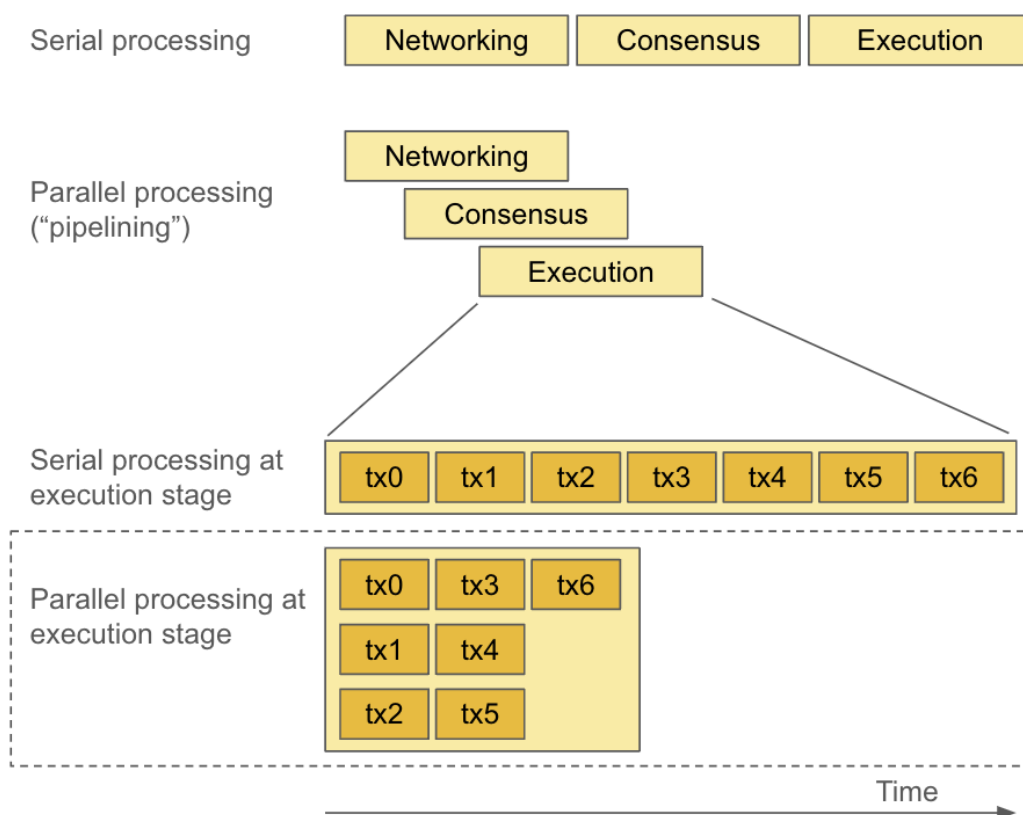 Serial processing
Networking
Consensus
Execution
Networking
Parallel processing
(“pipelining”)
Consensus
Execution
Serial processing at
execution stage
tx0
tx1
tx2
tx3
tx4
tx5
tx6
Parallel processing at
execution stage
tx0
tx3
tx6
tx1
tx4
tx2
tx5
Time